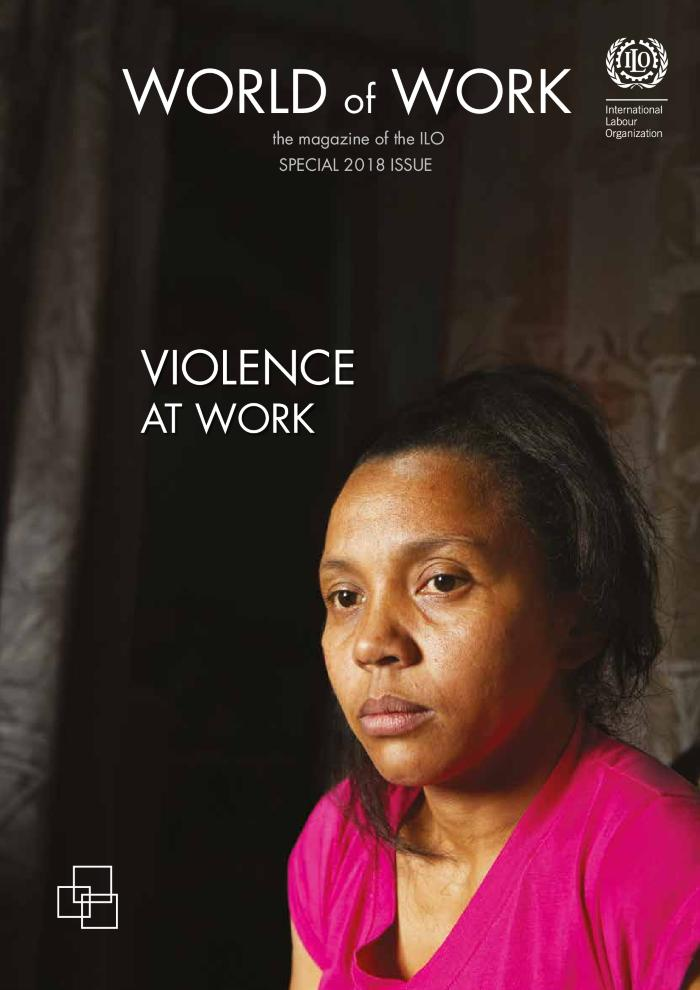 WORLD of WORK
the magazine of the ILO
SPECIAL 2018 ISSUE
ILO
International
Labour
Organization
VIOLENCE
AT WORK